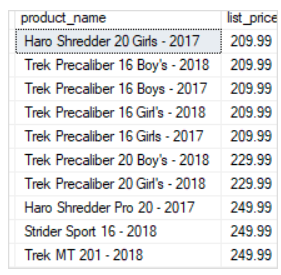 product_name list_price
Haro Shredder 20 Girls - 2017 209.99
Trek Precaliber 16 Boy's - 2018 209.99
Trek Precaliber 16 Boys - 2017 209.99
Trek Precaliber 16 Girl's - 2018 209.99
Trek Precaliber 16 Girls - 2017 209.99
Trek Precaliber 20 Boy's - 2018 229.99
Trek Precaliber 20 Girl's - 2018 229.99
Haro Shredder Pro 20 - 2017 249.99
Strider Sport 16 - 2018 249.99
Trek MT 201 - 2018 249.99